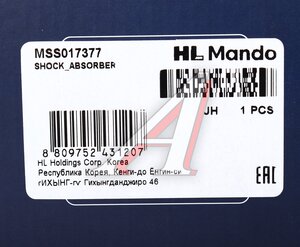 MSS017377
SHOCK_ABSORBER
HL Mando
JH 1 PCS
8 809752 431207
HL Holdings Corp. Korea
Республика Корея, Кенги-до Ёнгин-си
гИХЫНГ-гу Гихынгданджиро 46
EAC